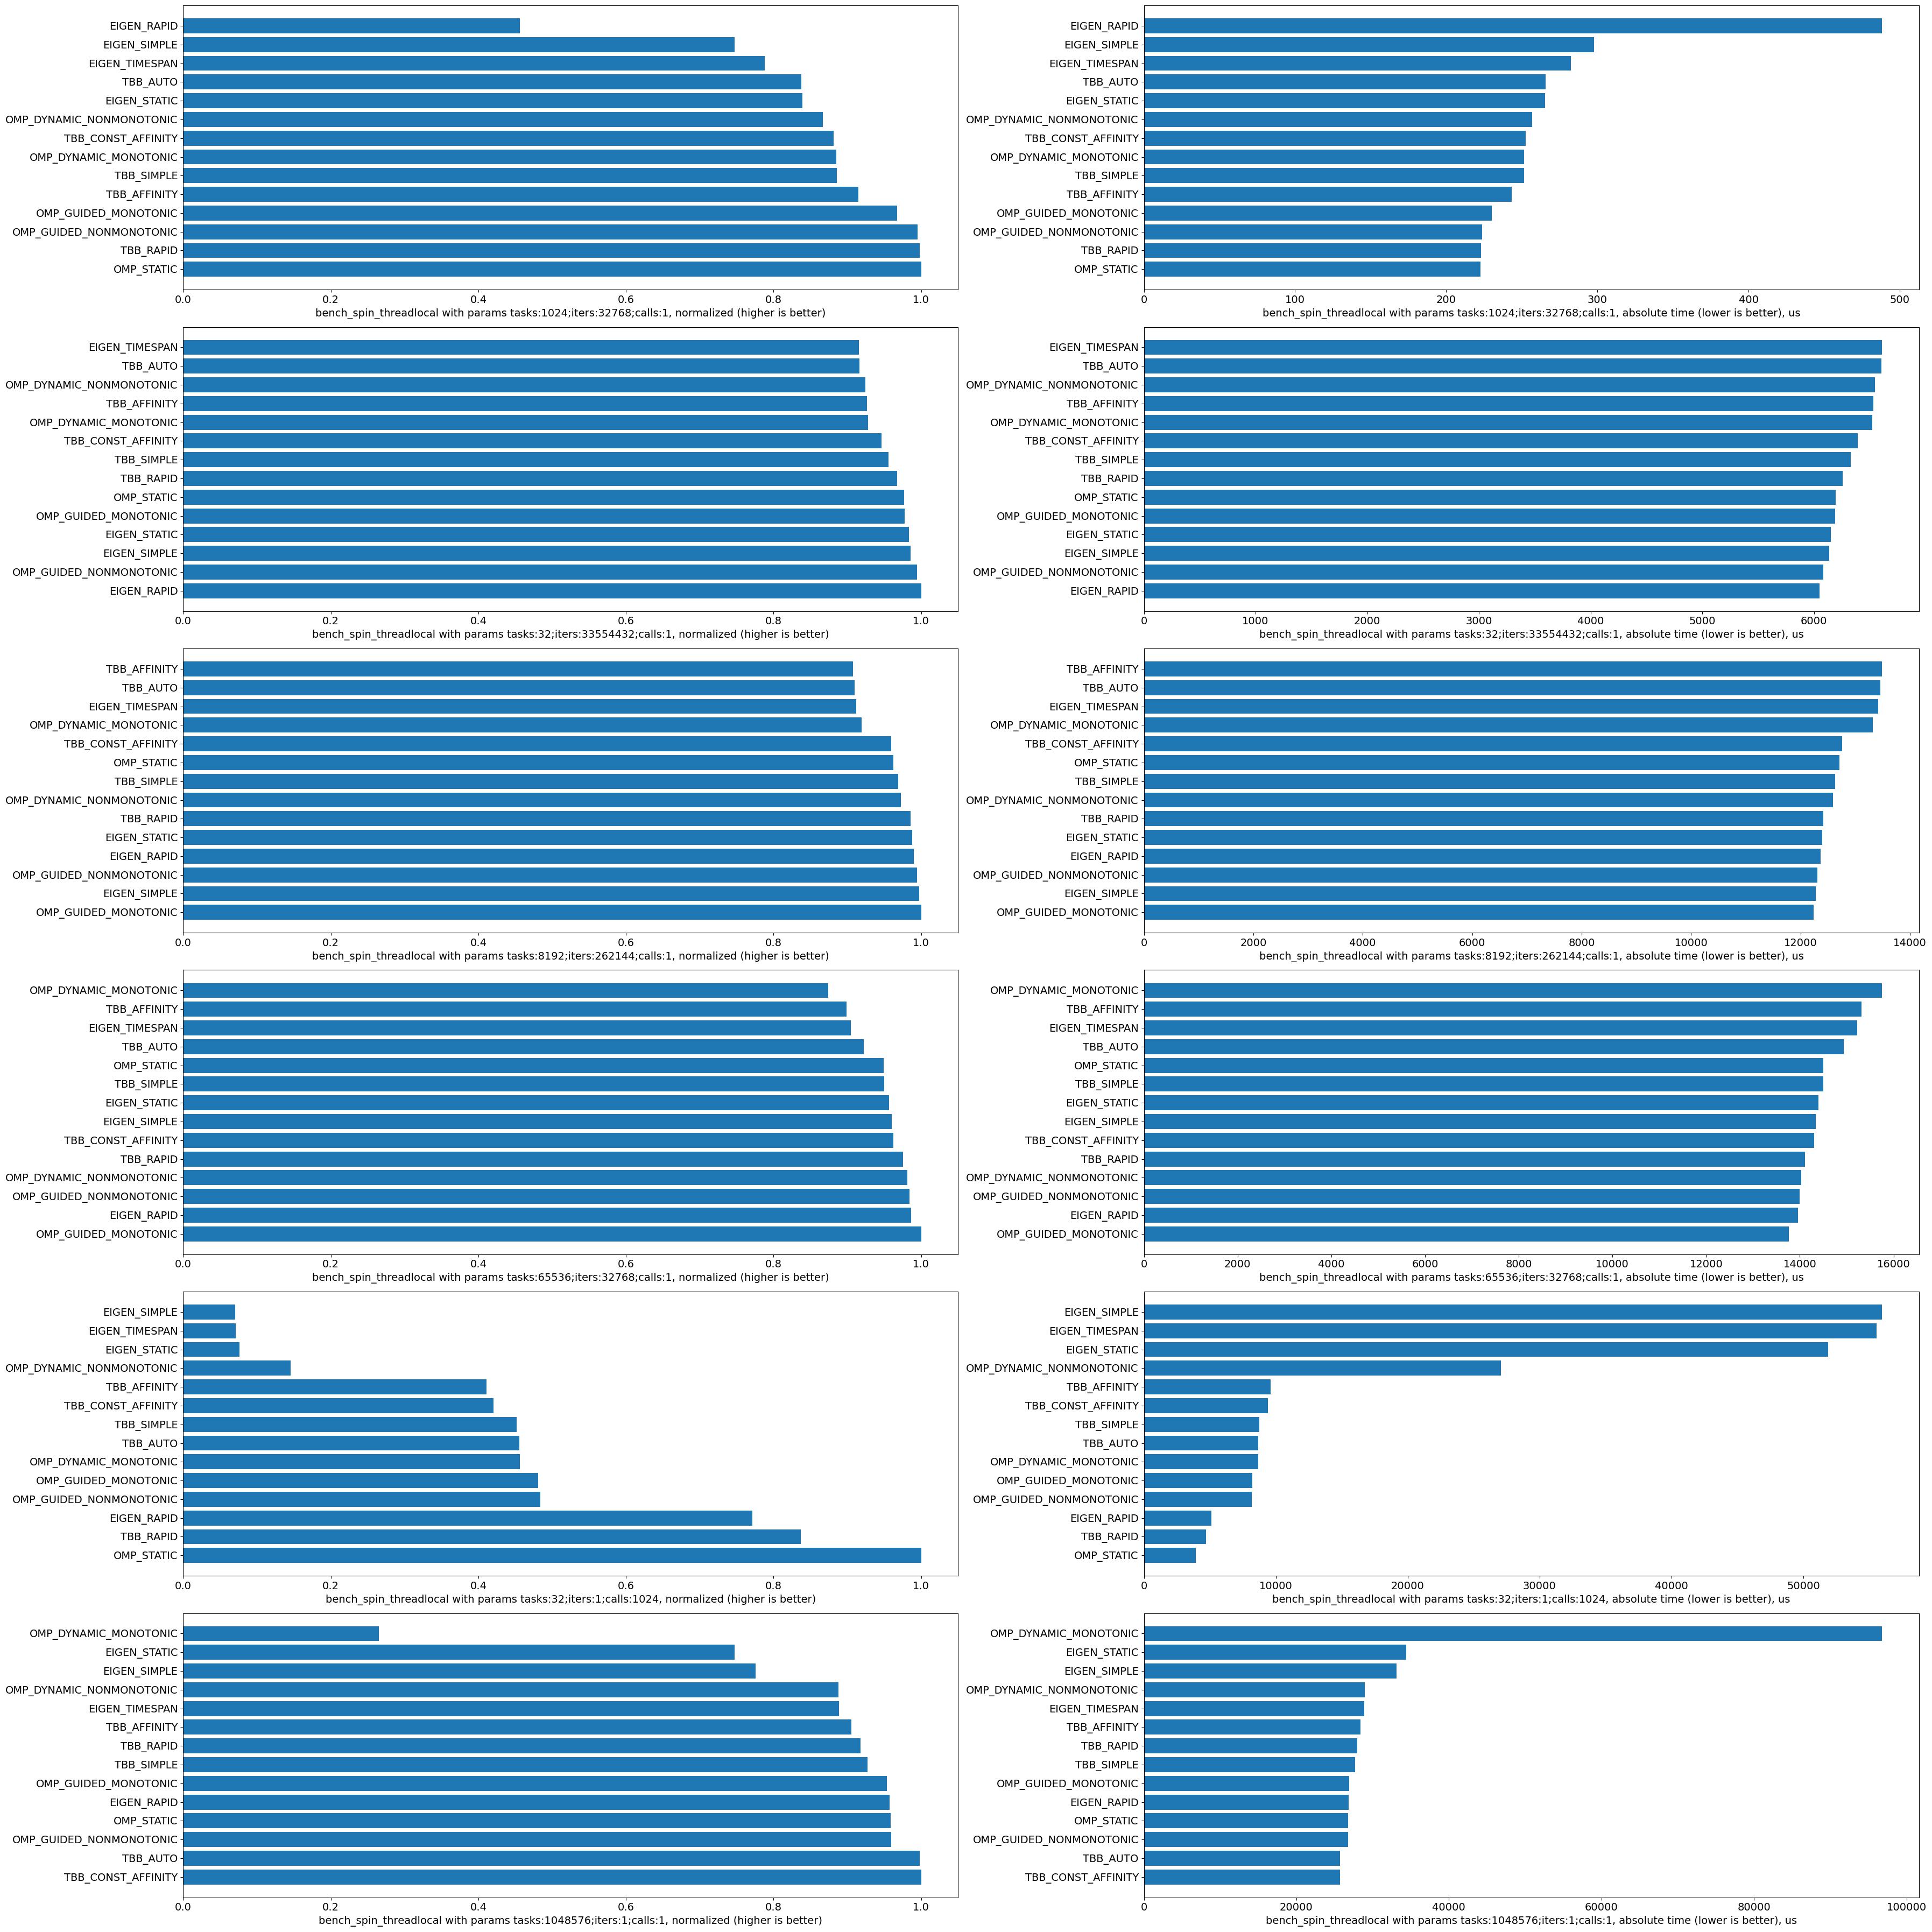 EIGEN_RAPID
EIGEN_SIMPLE
EIGEN_TIMESPAN
TBB_AUTO
EIGEN_STATIC
OMP_DYNAMIC_NONMONOTONIC
TBB_CONST_AFFINITY
OMP_DYNAMIC_MONOTONIC
TBB_SIMPLE
TBB_AFFINITY
OMP_GUIDED_MONOTONIC
OMP_GUIDED_NONMONOTONIC
TBB_RAPID
OMP_STATIC
0.0 0.2 0.4 0.6 0.8 1.0
bench_spin_threadlocal with params tasks:1024;iters:32768;calls:1, normalized (higher is better)
EIGEN_RAPID
EIGEN_SIMPLE
EIGEN_TIMESPAN
TBB_AUTO
EIGEN_STATIC
OMP_DYNAMIC_NONMONOTONIC
TBB_CONST_AFFINITY
OMP_DYNAMIC_MONOTONIC
TBB_SIMPLE
TBB_AFFINITY
OMP_GUIDED_MONOTONIC
OMP_GUIDED_NONMONOTONIC
TBB_RAPID
OMP_STATIC
0 100 200 300 400 500
bench_spin_threadlocal with params tasks:1024;iters:32768;calls:1, absolute time (lower is better), us
EIGEN_TIMESPAN
TBB_AUTO
OMP_DYNAMIC_NONMONOTONIC
TBB_AFFINITY
OMP_DYNAMIC_MONOTONIC
TBB_CONST_AFFINITY
TBB_SIMPLE
TBB_RAPID
OMP_STATIC
OMP_GUIDED_MONOTONIC
EIGEN_STATIC
EIGEN_SIMPLE
OMP_GUIDED_NONMONOTONIC
EIGEN_RAPID
0.0 0.2 0.4 0.6 0.8 1.0
bench_spin_threadlocal with params tasks:32;iters:33554432;calls:1, normalized (higher is better)
EIGEN_TIMESPAN
TBB_AUTO
OMP_DYNAMIC_NONMONOTONIC
TBB_AFFINITY
OMP_DYNAMIC_MONOTONIC
TBB_CONST_AFFINITY
TBB_SIMPLE
TBB_RAPID
OMP_STATIC
OMP_GUIDED_MONOTONIC
EIGEN_STATIC
EIGEN_SIMPLE
OMP_GUIDED_NONMONOTONIC
EIGEN_RAPID
0 1000 2000 3000 4000 5000 6000
bench_spin_threadlocal with params tasks:32;iters:33554432;calls:1, absolute time (lower is better), us
TBB_AFFINITY
TBB_AUTO
EIGEN_TIMESPAN
OMP_DYNAMIC_MONOTONIC
TBB_CONST_AFFINITY
OMP_STATIC
TBB_SIMPLE
OMP_DYNAMIC_NONMONOTONIC
TBB_RAPID
EIGEN_STATIC
EIGEN_RAPID
OMP_GUIDED_NONMONOTONIC
EIGEN_SIMPLE
OMP_GUIDED_MONOTONIC
0.0 0.2 0.4 0.6 0.8 1.0
bench_spin_threadlocal with params tasks:8192;iters:262144;calls:1, normalized (higher is better)
TBB_AFFINITY
TBB_AUTO
EIGEN_TIMESPAN
OMP_DYNAMIC_MONOTONIC
TBB_CONST_AFFINITY
OMP_STATIC
TBB_SIMPLE
OMP_DYNAMIC_NONMONOTONIC
TBB_RAPID
EIGEN_STATIC
EIGEN_RAPID
OMP_GUIDED_NONMONOTONIC
EIGEN_SIMPLE
OMP_GUIDED_MONOTONIC
0 2000 4000 6000 8000 10000 12000 14000
bench_spin_threadlocal with params tasks:8192;iters:262144;calls:1, absolute time (lower is better), us
OMP_DYNAMIC_MONOTONIC
TBB_AFFINITY
EIGEN_TIMESPAN
TBB_AUTO
OMP_STATIC
TBB_SIMPLE
EIGEN_STATIC
EIGEN_SIMPLE
TBB_CONST_AFFINITY
TBB_RAPID
OMP_DYNAMIC_NONMONOTONIC
OMP_GUIDED_NONMONOTONIC
EIGEN_RAPID
OMP_GUIDED_MONOTONIC
0.0 0.2 0.4 0.6 0.8 1.0
bench_spin_threadlocal with params tasks:65536;iters:32768;calls:1, normalized (higher is better)
OMP_DYNAMIC_MONOTONIC
TBB_AFFINITY
EIGEN_TIMESPAN
TBB_AUTO
OMP_STATIC
TBB_SIMPLE
EIGEN_STATIC
EIGEN_SIMPLE
TBB_CONST_AFFINITY
TBB_RAPID
OMP_DYNAMIC_NONMONOTONIC
OMP_GUIDED_NONMONOTONIC
EIGEN_RAPID
OMP_GUIDED_MONOTONIC
0 2000 4000 6000 8000 10000 12000 14000 16000
bench_spin_threadlocal with params tasks:65536;iters:32768;calls:1, absolute time (lower is better), us
EIGEN_SIMPLE
EIGEN_TIMESPAN
EIGEN_STATIC
OMP_DYNAMIC_NONMONOTONIC
TBB_AFFINITY
TBB_CONST_AFFINITY
TBB_SIMPLE
TBB_AUTO
OMP_DYNAMIC_MONOTONIC
OMP_GUIDED_MONOTONIC
OMP_GUIDED_NONMONOTONIC
EIGEN_RAPID
TBB_RAPID
OMP_STATIC
0.0 0.2 0.4 0.6 0.8 1.0
bench_spin_threadlocal with params tasks:32;iters:1;calls:1024, normalized (higher is better)
EIGEN_SIMPLE
EIGEN_TIMESPAN
EIGEN_STATIC
OMP_DYNAMIC_NONMONOTONIC
TBB_AFFINITY
TBB_CONST_AFFINITY
TBB_SIMPLE
TBB_AUTO
OMP_DYNAMIC_MONOTONIC
OMP_GUIDED_MONOTONIC
OMP_GUIDED_NONMONOTONIC
EIGEN_RAPID
TBB_RAPID
OMP_STATIC
0 10000 20000 30000 40000 50000
bench_spin_threadlocal with params tasks:32;iters:1;calls:1024, absolute time (lower is better), us
OMP_DYNAMIC_MONOTONIC
EIGEN_STATIC
EIGEN_SIMPLE
OMP_DYNAMIC_NONMONOTONIC
EIGEN_TIMESPAN
TBB_AFFINITY
TBB_RAPID
TBB_SIMPLE
OMP_GUIDED_MONOTONIC
EIGEN_RAPID
OMP_STATIC
OMP_GUIDED_NONMONOTONIC
TBB_AUTO
TBB_CONST_AFFINITY
0.0 0.2 0.4 0.6 0.8 1.0
bench_spin_threadlocal with params tasks:1048576;iters:1;calls:1, normalized (higher is better)
OMP_DYNAMIC_MONOTONIC
EIGEN_STATIC
EIGEN_SIMPLE
OMP_DYNAMIC_NONMONOTONIC
EIGEN_TIMESPAN
TBB_AFFINITY
TBB_RAPID
TBB_SIMPLE
OMP_GUIDED_MONOTONIC
EIGEN_RAPID
OMP_STATIC
OMP_GUIDED_NONMONOTONIC
TBB_AUTO
TBB_CONST_AFFINITY
0 20000 40000 60000 80000 100000
bench_spin_threadlocal with params tasks:1048576;iters:1;calls:1, absolute time (lower is better), us